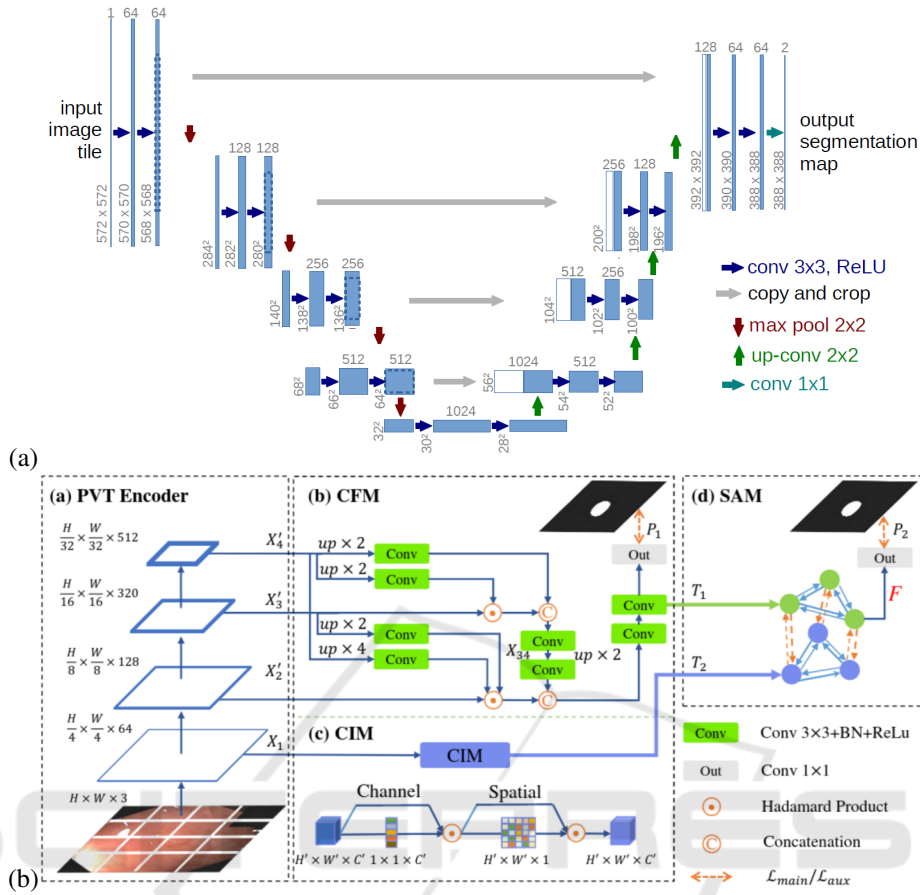 1 64 64
input
image
tile
572 x 572
570 x 570
568 x 568
128 128
284²
282²
280²
256 256
140²
138²
136²
512 512
68²
66²
64²
1024
32²
30²
28²
1024 512
56²
54²
52²
512 256
104²
102²
100²
256 128
200²
198²
196²
128 64 64 2
392 x 392
390 x 390
388 x 388
388 x 388
output
segmentation
map
conv 3x3, ReLU
copy and crop
max pool 2x2
up-conv 2x2
conv 1x1
(a)
(a) PVT Encoder
H/32 × W/32 × 512
H/16 × W/16 × 320
H/8 × W/8 × 128
H/4 × W/4 × 64
H × W × 3
X′4
X′3
X′2
X1
(b) CFM
up × 2 Conv
up × 2 Conv
up × 2 Conv
up × 4 Conv
C
X34
Conv
Conv
up × 2
C
P1
Out
Conv
Conv
T1
T2
(c) CIM
CIM
Channel Spatial
H′ × W′ × C′ 1 × 1 × C′ H′ × W′ × 1 H′ × W′ × C′
(d) SAM
P2
Out
F
Conv Conv 3×3+BN+ReLu
Out Conv 1×1
Hadamard Product
C Concatenation
ℒmain/ℒaux
(b)